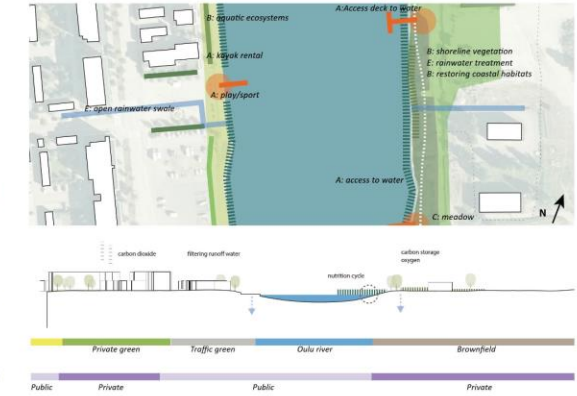 B: aquatic ecosystems
A:Access deck to water
A: kayak rental
B: shoreline vegetation
E: rainwater treatment
B: restoring coastal habitats
A: play/sport
E: open rainwater swale
A: access to water
C: meadow
N
carbon dioxide
filtering runoff water
nutrition cycle
carbon storage
oxygen
Private green
Traffic green
Oulu river
Brownfield
Public
Private
Public
Private